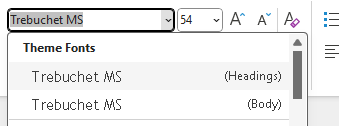 Trebuchet MS 54 A A A
Theme Fonts
Trebuchet MS (Headings)
Trebuchet MS (Body)